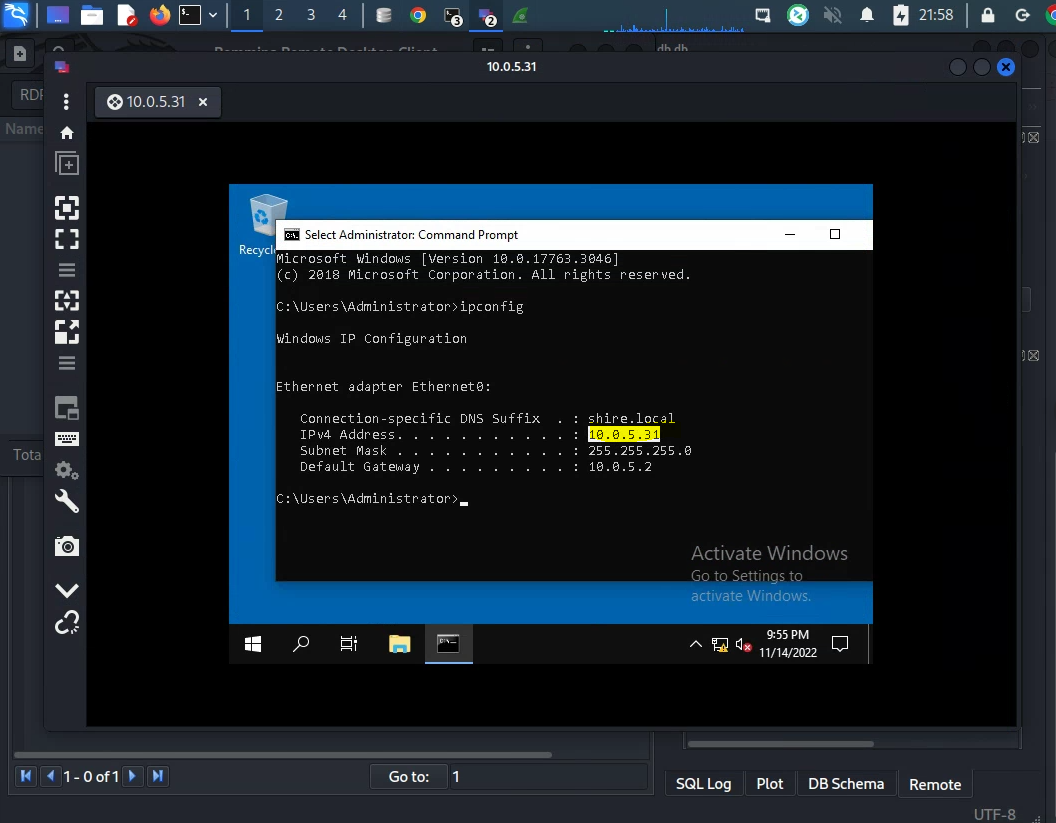 1 2 3 4 3 2 21:58
Remmina Remote Desktop Client
db.db
10.0.5.31
RDP
10.0.5.31
Name
Recycle
Select Administrator: Command Prompt
Microsoft Windows [Version 10.0.17763.3046]
(c) 2018 Microsoft Corporation. All rights reserved.
C:\Users\Administrator>ipconfig
Windows IP Configuration
Ethernet adapter Ethernet0:
Connection-specific DNS Suffix . : shire.local
IPv4 Address. . . . . . . . . . . : 10.0.5.31
Subnet Mask . . . . . . . . . . . : 255.255.255.0
Default Gateway . . . . . . . . . : 10.0.5.2
C:\Users\Administrator>
Tota
Activate Windows
Go to Settings to
activate Windows.
9:55 PM
11/14/2022
1 - 0 of 1 Go to: 1
SQL Log Plot DB Schema Remote
UTF-8